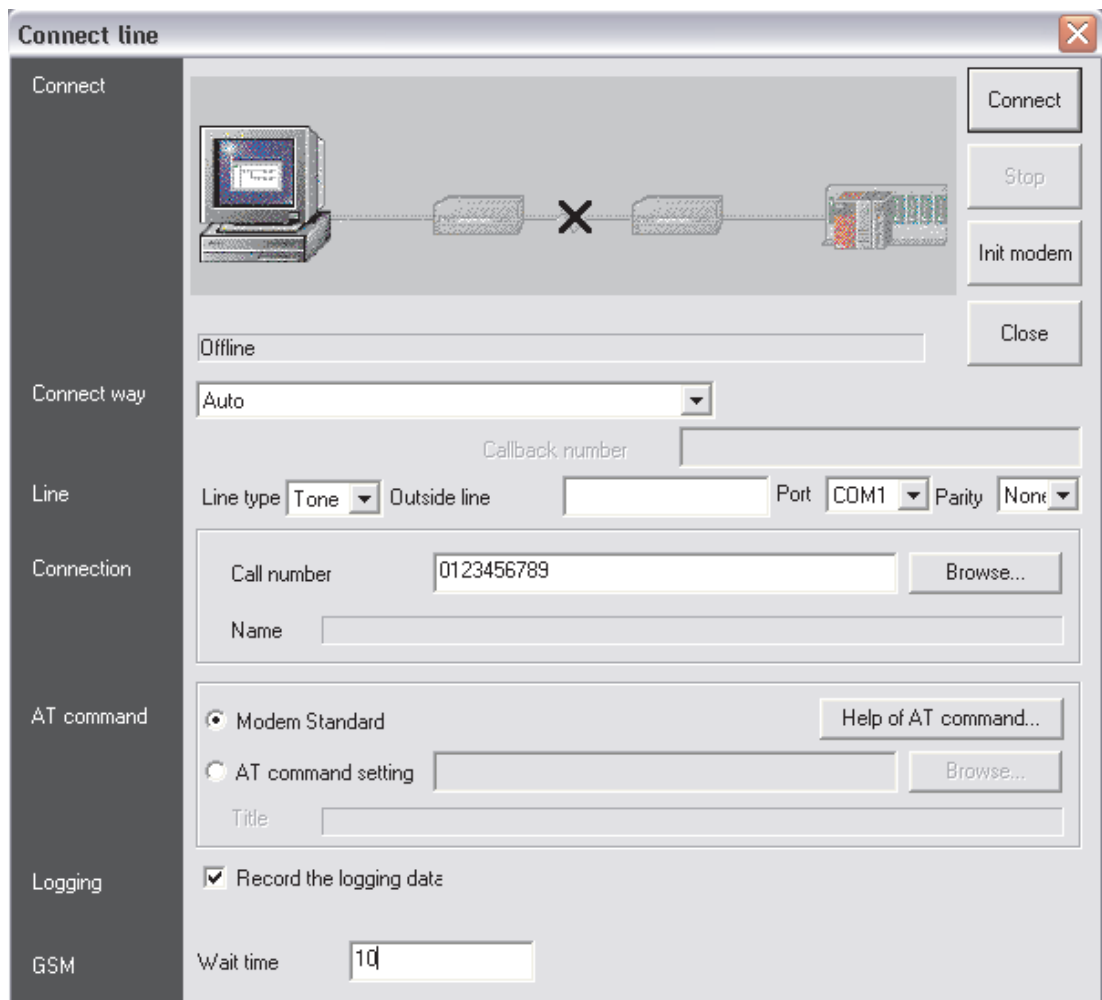 Connect line
Connect
Connect
Stop
Init modem
Close
Offline
Connect way
Auto
Callback number
Line
Line type Tone Outside line Port COM1 Parity None
Connection
Call number 0123456789 Browse...
Name
AT command
Modem Standard Help of AT command...
AT command setting Browse...
Title
Logging
Record the logging data
GSM
Wait time 10